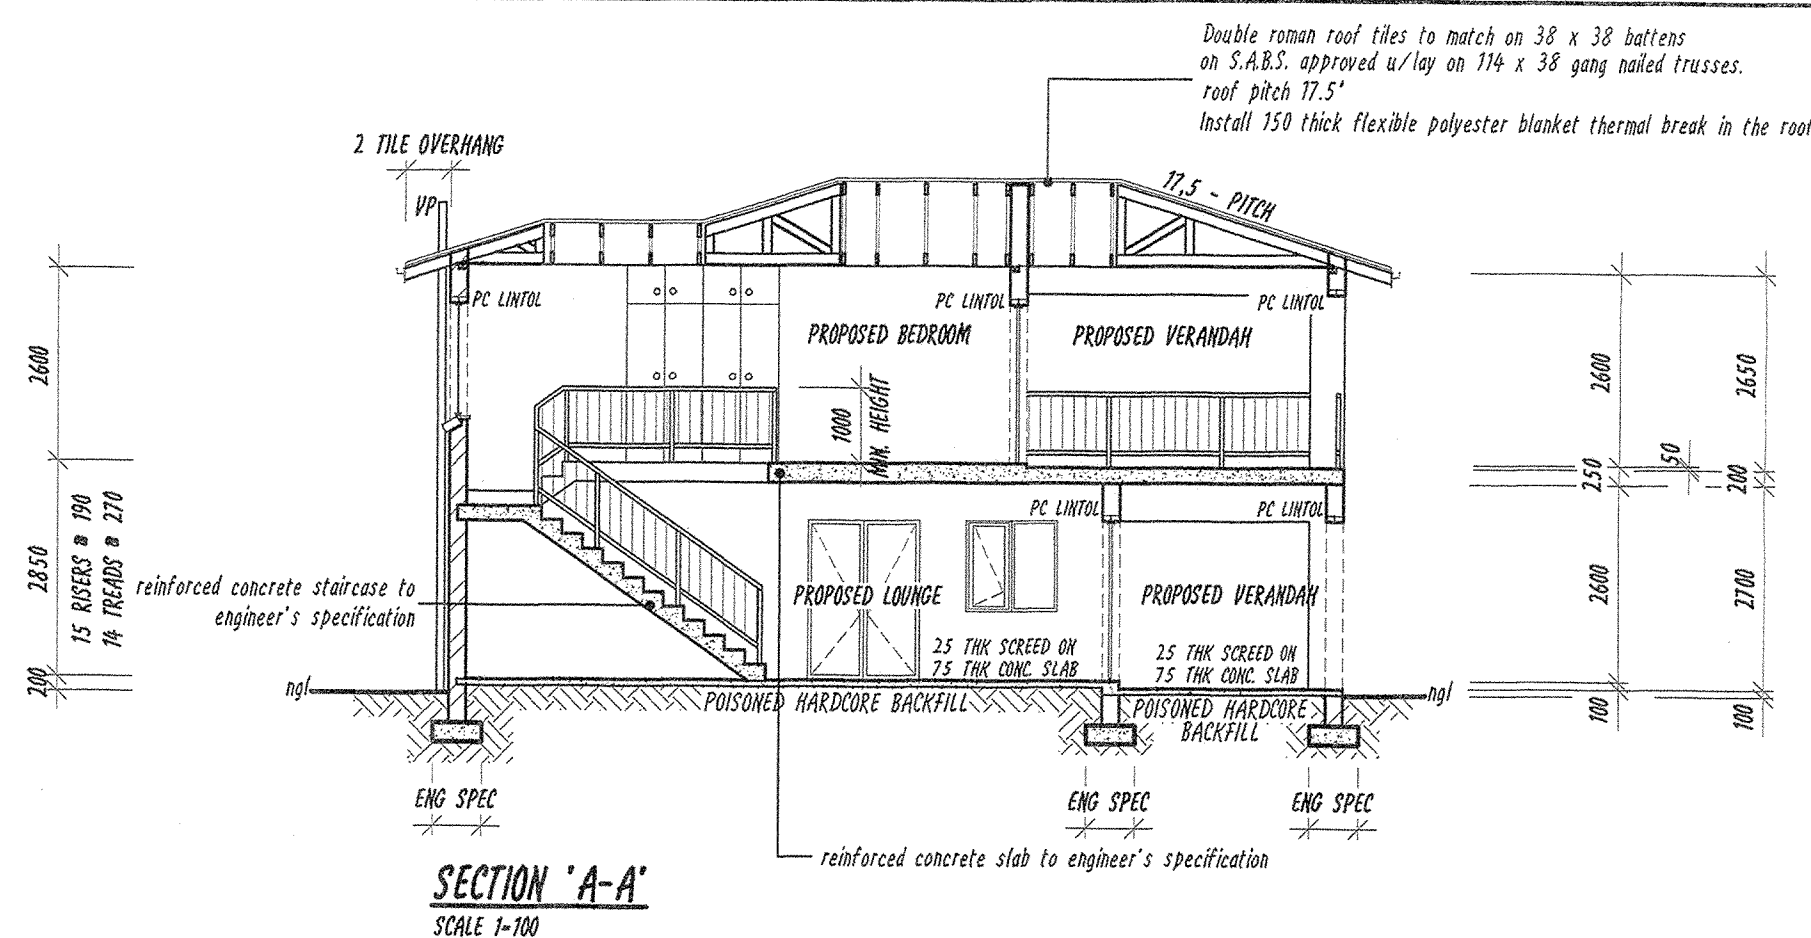 Double roman roof tiles to match on 38 x 38 battens
on S.A.B.S. approved u/lay on 114 x 38 gang nailed trusses.
roof pitch 17.5°
Install 150 thick flexible polyester blanket thermal break in the roof
2 TILE OVERHANG
VP
17,5 - PITCH
PC LINTOL
PC LINTOL
PC LINTOL
PROPOSED BEDROOM
PROPOSED VERANDAH
2600
2600
2650
1000
MIN. HEIGHT
250
50
200
PC LINTOL
PC LINTOL
2850
15 RISERS @ 190
14 TREADS @ 270
reinforced concrete staircase to
engineer's specification
PROPOSED LOUNGE
PROPOSED VERANDAH
2600
2700
25 THK SCREED ON
75 THK CONC. SLAB
25 THK SCREED ON
75 THK CONC. SLAB
200
ngl
ngl
POISONED HARDCORE BACKFILL
POISONED HARDCORE
BACKFILL
100
100
ENG SPEC
ENG SPEC
ENG SPEC
reinforced concrete slab to engineer's specification
SECTION 'A-A'
SCALE 1=100